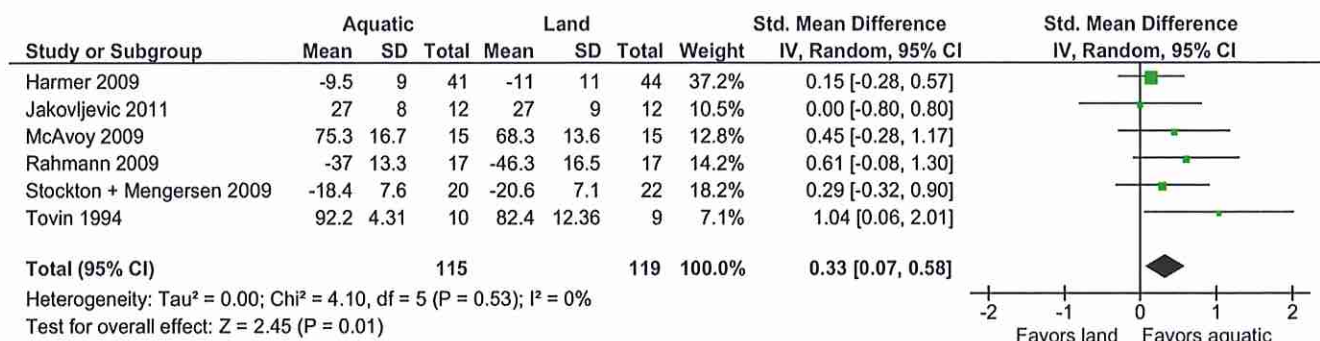 Aquatic Land Std. Mean Difference Std. Mean Difference
Study or Subgroup Mean SD Total Mean SD Total Weight IV, Random, 95% CI IV, Random, 95% CI
Harmer 2009 -9.5 9 41 -11 11 44 37.2% 0.15 [-0.28, 0.57]
Jakovljevic 2011 27 8 12 27 9 12 10.5% 0.00 [-0.80, 0.80]
McAvoy 2009 75.3 16.7 15 68.3 13.6 15 12.8% 0.45 [-0.28, 1.17]
Rahmann 2009 -37 13.3 17 -46.3 16.5 17 14.2% 0.61 [-0.08, 1.30]
Stockton + Mengersen 2009 -18.4 7.6 20 -20.6 7.1 22 18.2% 0.29 [-0.32, 0.90]
Tovin 1994 92.2 4.31 10 82.4 12.36 9 7.1% 1.04 [0.06, 2.01]
Total (95% CI) 115 119 100.0% 0.33 [0.07, 0.58]
Heterogeneity: Tau² = 0.00; Chi² = 4.10, df = 5 (P = 0.53); I² = 0%
Test for overall effect: Z = 2.45 (P = 0.01)
-2 -1 0 1 2
Favors land Favors aquatic